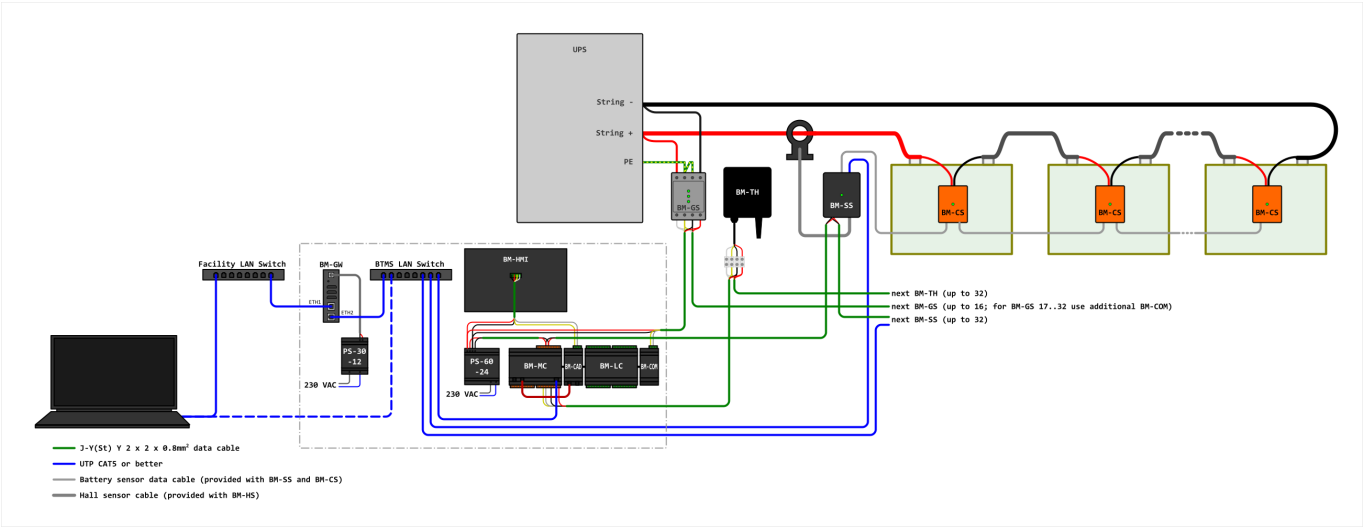 UPS
String -
String +
PE
BM-GS
BM-TH
BM-SS
BM-CS
BM-CS
BM-CS
Facility LAN Switch
BM-GW
BTMS LAN Switch
BM-HMI
ETH1
ETH2
next BM-TH (up to 32)
next BM-GS (up to 16; for BM-GS 17..32 use additional BM-COM)
next BM-SS (up to 32)
PS-30
-12
230 VAC
PS-60
-24
230 VAC
BM-MC
BM-CAD
BM-LC
BM-COM
J-Y(St) Y 2 x 2 x 0.8mm² data cable
UTP CAT5 or better
Battery sensor data cable (provided with BM-SS and BM-CS)
Hall sensor cable (provided with BM-HS)